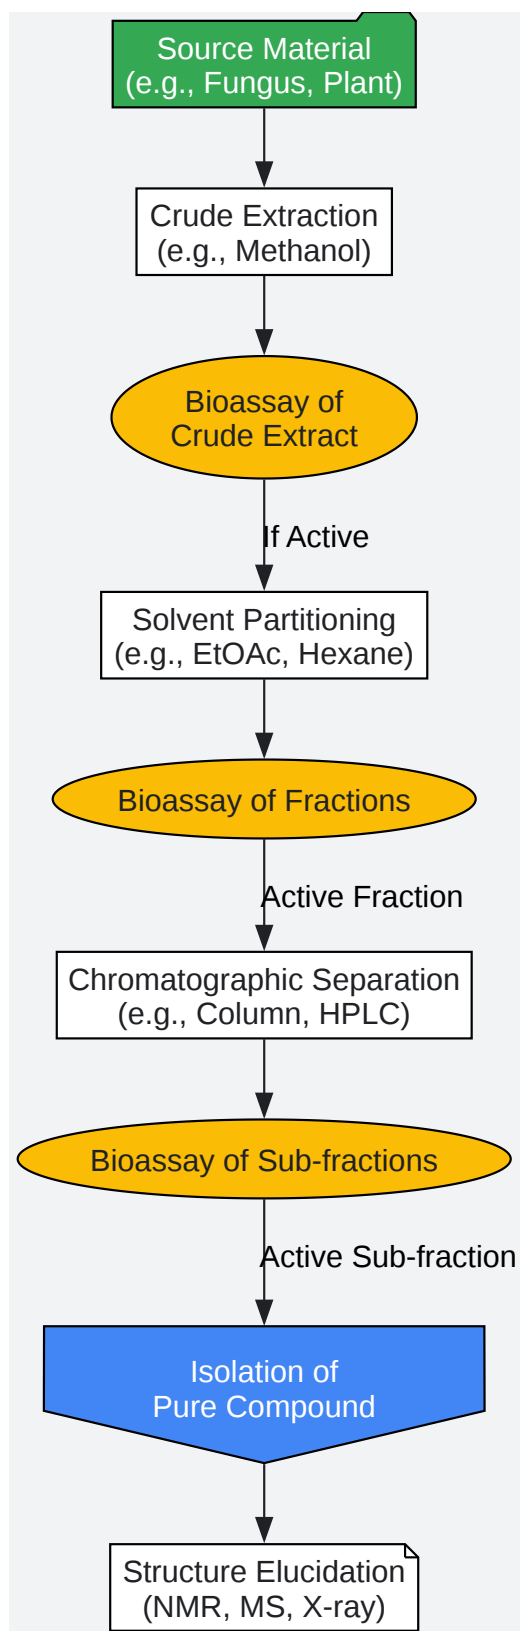 Source Material
(e.g., Fungus, Plant)
Crude Extraction
(e.g., Methanol)
Bioassay of
Crude Extract
If Active
Solvent Partitioning
(e.g., EtOAc, Hexane)
Bioassay of Fractions
Active Fraction
Chromatographic Separation
(e.g., Column, HPLC)
Bioassay of Sub-fractions
Active Sub-fraction
Isolation of
Pure Compound
Structure Elucidation
(NMR, MS, X-ray)